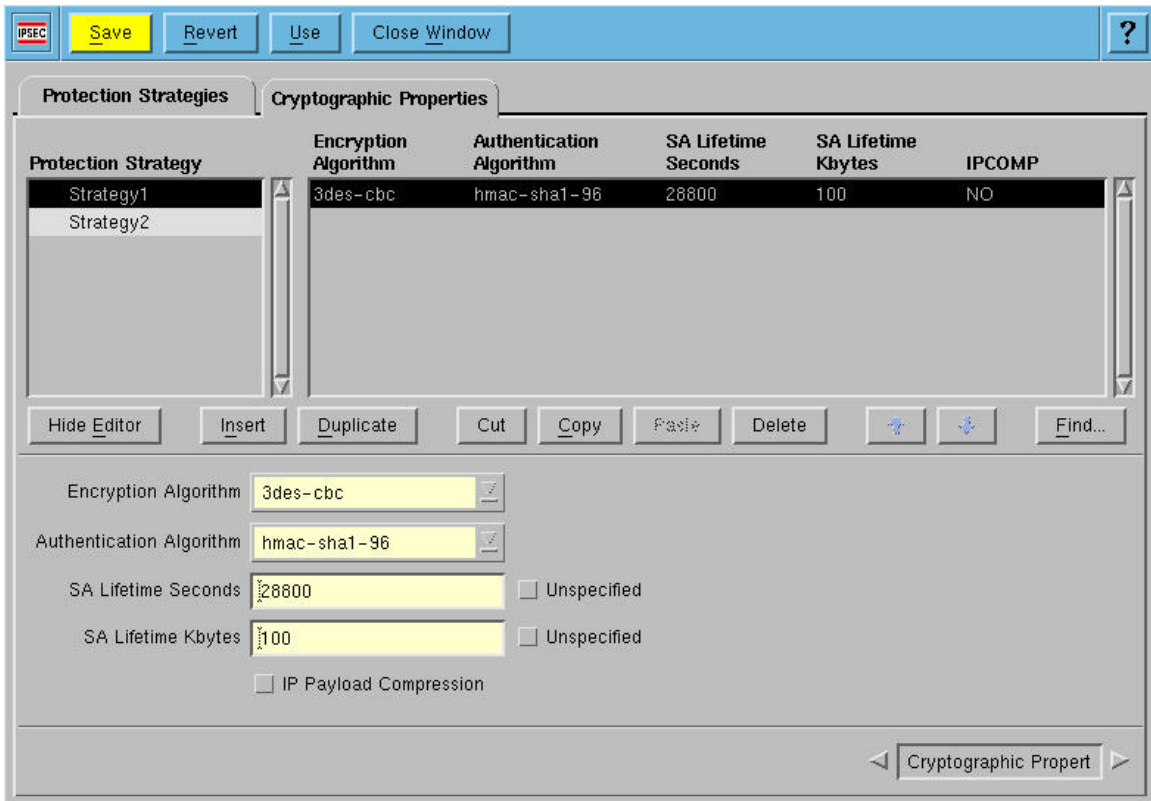 IPSEC Save Revert Use Close Window ?
Protection Strategies Cryptographic Properties
Protection Strategy Encryption Algorithm Authentication Algorithm SA Lifetime Seconds SA Lifetime Kbytes IPCOMP
Strategy1 3des-cbc hmac-sha1-96 28800 100 NO
Strategy2
Hide Editor Insert Duplicate Cut Copy Paste Delete Find...
Encryption Algorithm 3des-cbc
Authentication Algorithm hmac-sha1-96
SA Lifetime Seconds 28800 Unspecified
SA Lifetime Kbytes 100 Unspecified
IP Payload Compression
Cryptographic Propert